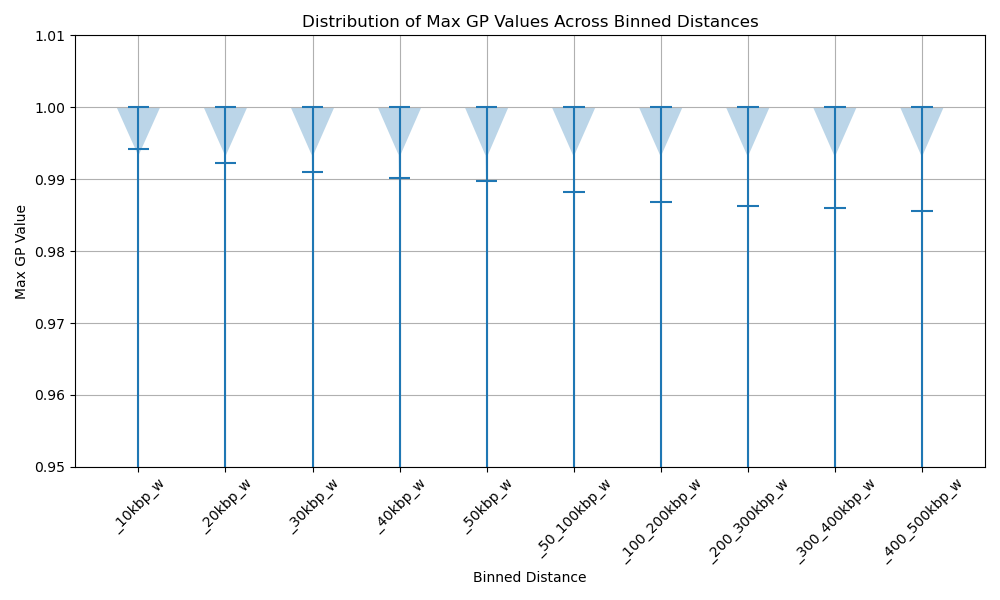 Distribution of Max GP Values Across Binned Distances
1.01
1.00
0.99
0.98
0.97
0.96
0.95
Max GP Value
_10kbp_w
_20kbp_w
_30kbp_w
_40kbp_w
_50kbp_w
_50_100kbp_w
_100_200kbp_w
_200_300kbp_w
_300_400kbp_w
_400_500kbp_w
Binned Distance